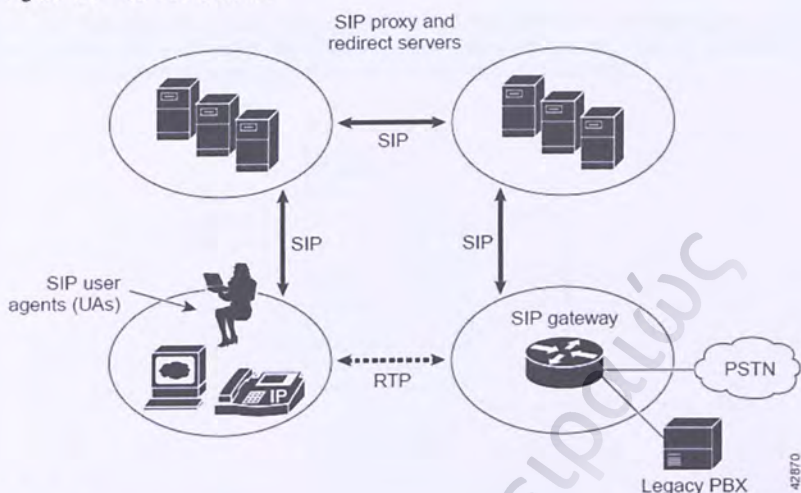 SIP proxy and
redirect servers
SIP
SIP
SIP
SIP user
agents (UAs)
SIP gateway
IP
RTP
PSTN
Legacy PBX
42870